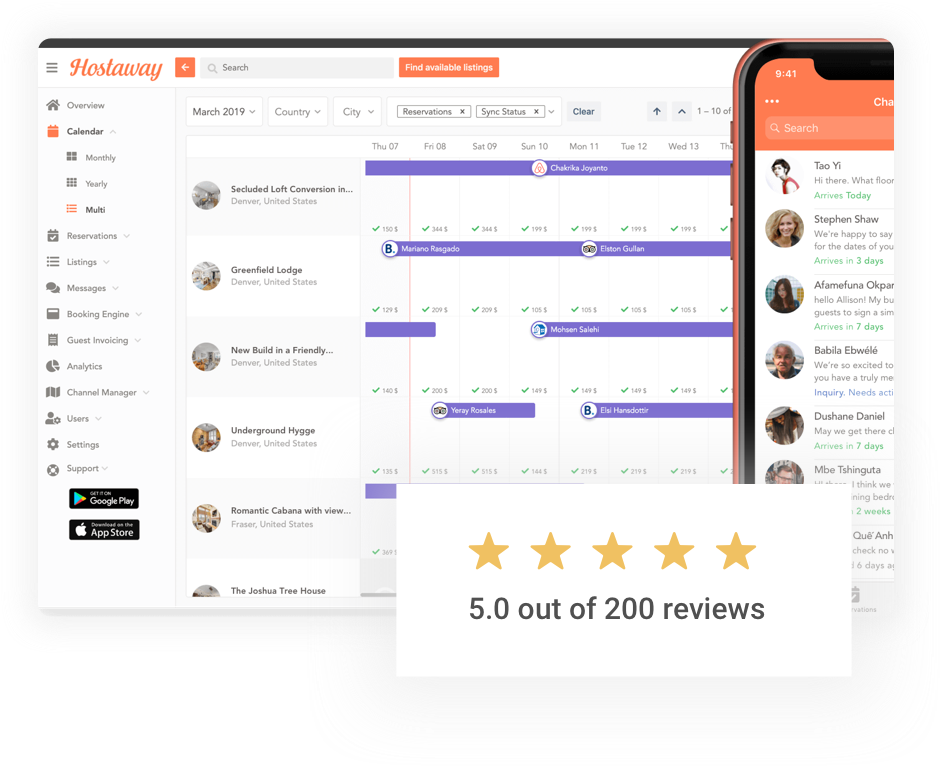 Hostaway
Search
Find available listings
Overview
Calendar
Monthly
Yearly
Multi
Reservations
Listings
Messages
Booking Engine
Guest Invoicing
Analytics
Channel Manager
Users
Settings
Support
GET IT ON
Google Play
Download on the
App Store
March 2019
Country
City
Reservations ×
Sync Status ×
Clear
1 – 10 of
Thu 07 Fri 08 Sat 09 Sun 10 Mon 11 Tue 12 Wed 13 Thu
Secluded Loft Conversion in...
Denver, United States
Chakrika Joyanto
150 $ 344 $ 344 $ 199 $ 199 $ 199 $ 199 $
Greenfield Lodge
Denver, United States
B. Mariano Rasgado
Elston Gullan
129 $ 209 $ 209 $ 105 $ 105 $ 105 $ 105 $
New Build in a Friendly...
Denver, United States
Mohsen Salehi
140 $ 200 $ 200 $ 149 $ 149 $ 149 $ 149 $
Underground Hygge
Denver, United States
Yeray Rosales
B. Elsi Hansdottir
135 $ 515 $ 515 $ 144 $ 219 $ 219 $ 219 $
Romantic Cabana with view...
Fraser, United States
369 $
The Joshua Tree House
9:41
Cha
Search
Tao Yi
Hi there. What floor
Arrives Today
Stephen Shaw
We're happy to say
for the dates of you
Arrives in 3 days
Afamefuna Okpar
hello Allison! My bu
guests to sign a sim
Arrives in 7 days
Babila Ebwélé
We're so excited to
you have a truly me
Inquiry. Needs acti
Dushane Daniel
May we get there c
Arrives in 7 days
Mbe Tshinguta
Hi there, I think we
ning bedr
2 weeks
Quế Anh
check no w
d 6 days ag
rvations
5.0 out of 200 reviews